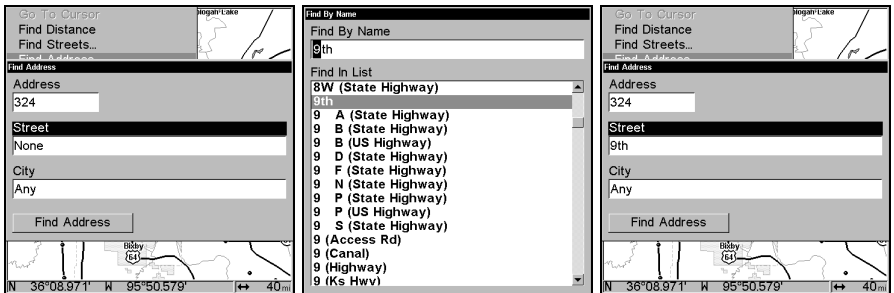 Go To Cursor
Find Distance
Find Streets...
Find Address
Find Address
Address
324
Street
None
City
Any
Find Address
Bixby
64
N 36°08.971' W 95°50.579' ↔ 40mi
Find By Name
Find By Name
9th
Find In List
8W (State Highway)
9th
9 A (State Highway)
9 B (State Highway)
9 B (US Highway)
9 D (State Highway)
9 F (State Highway)
9 N (State Highway)
9 P (State Highway)
9 P (US Highway)
9 S (State Highway)
9 (Access Rd)
9 (Canal)
9 (Highway)
9 (Ks Hwy)
Go To Cursor
Find Distance
Find Streets...
Find Address
Find Address
Address
324
Street
9th
City
Any
Find Address
Bixby
64
N 36°08.971' W 95°50.579' ↔ 40mi